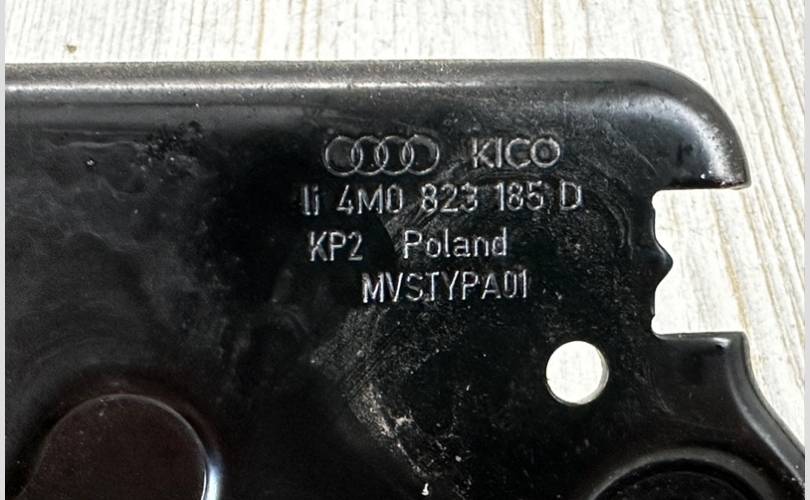 KICO
li 4M0 823 185 D
KP2 Poland
MVSTYPA01